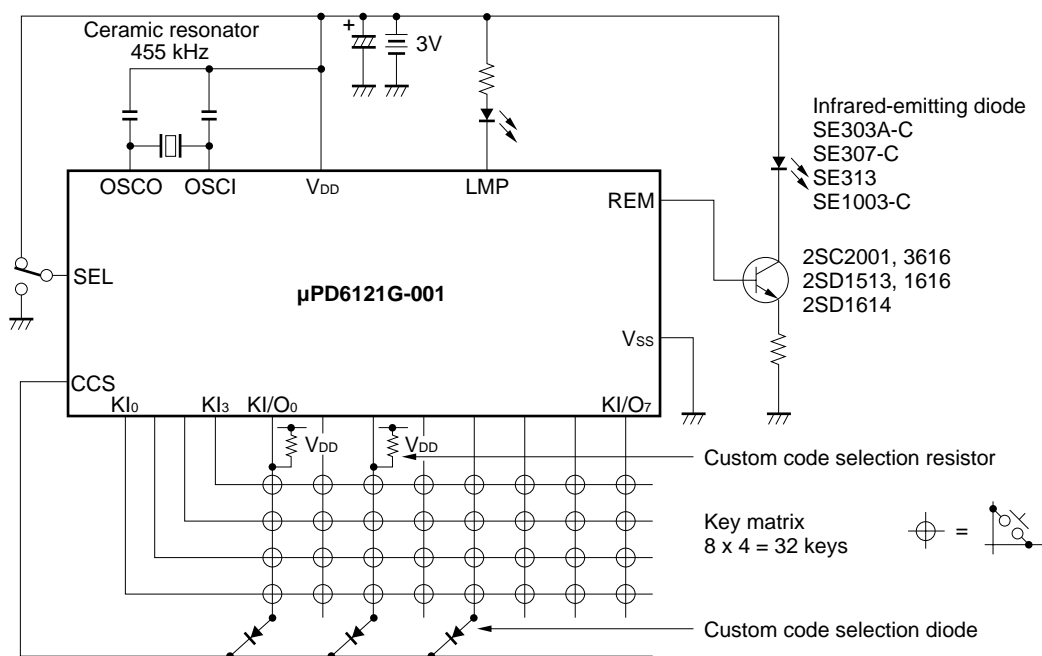 Ceramic resonator
455 kHz
+
3V
Infrared-emitting diode
SE303A-C
SE307-C
SE313
SE1003-C
OSCO
OSCI
VDD
LMP
REM
SEL
µPD6121G-001
2SC2001, 3616
2SD1513, 1616
2SD1614
VSS
CCS
KI0
KI3
KI/O0
KI/O7
VDD
VDD
Custom code selection resistor
Key matrix
8 x 4 = 32 keys
=
Custom code selection diode